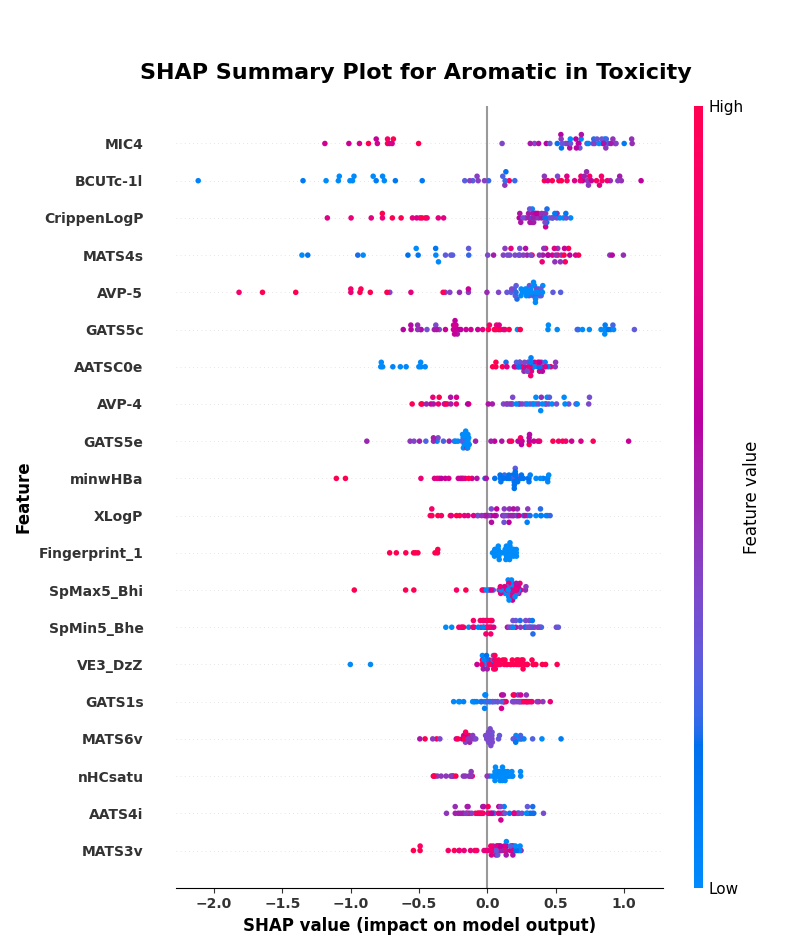 SHAP Summary Plot for Aromatic in Toxicity
High
MIC4
BCUTc-1l
CrippenLogP
MATS4s
AVP-5
GATS5c
AATSC0e
AVP-4
GATS5e
minwHBa
XLogP
Fingerprint_1
SpMax5_Bhi
SpMin5_Bhe
VE3_DzZ
GATS1s
MATS6v
nHCsatu
AATS4i
MATS3v
Feature
Feature value
Low
−2.0 −1.5 −1.0 −0.5 0.0 0.5 1.0
SHAP value (impact on model output)